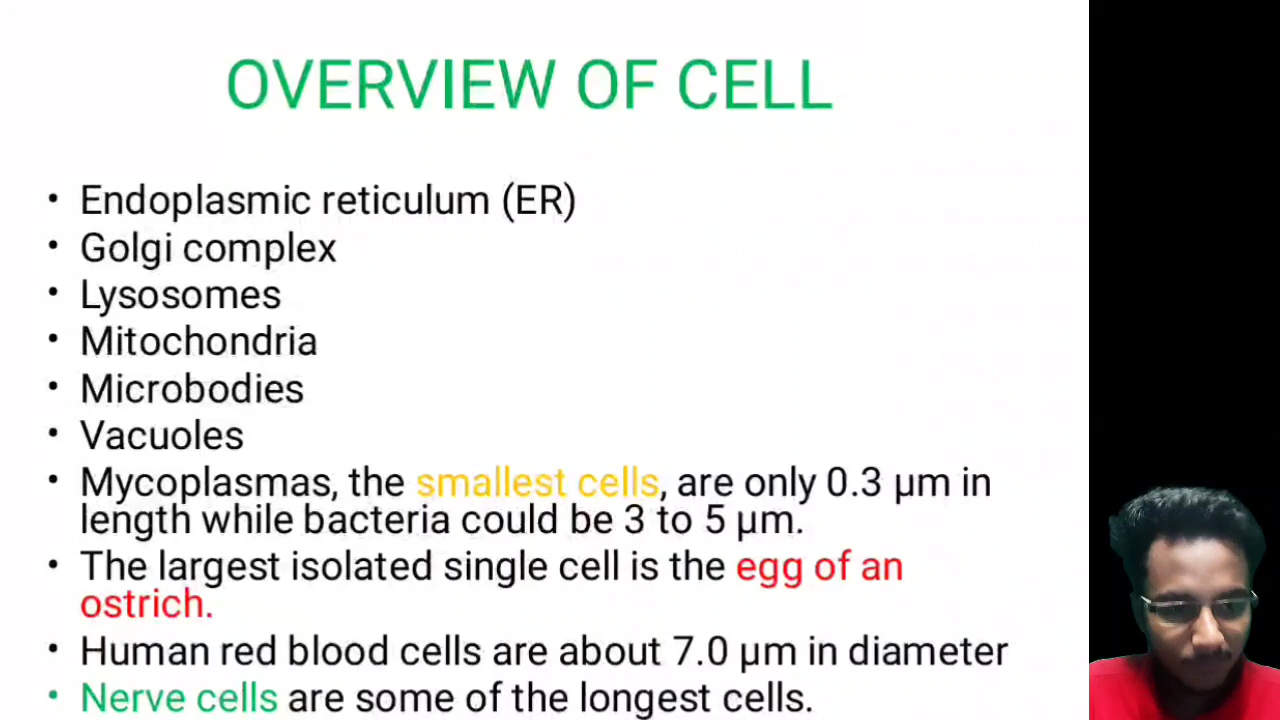 OVERVIEW OF CELL
• Endoplasmic reticulum (ER)
• Golgi complex
• Lysosomes
• Mitochondria
• Microbodies
• Vacuoles
• Mycoplasmas, the smallest cells, are only 0.3 μm in
length while bacteria could be 3 to 5 μm.
• The largest isolated single cell is the egg of an
ostrich.
• Human red blood cells are about 7.0 μm in diameter
• Nerve cells are some of the longest cells.